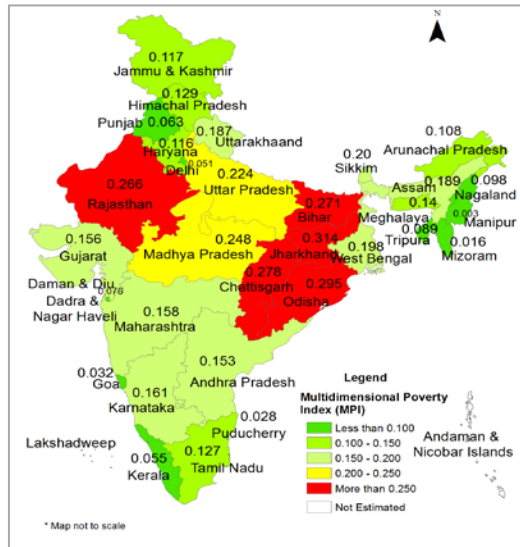 N
0.117
Jammu & Kashmir
0.129
Himachal Pradesh
Punjab 0.063
0.187
Uttarakhaand
0.116
Haryana
Delhi 0.051
0.108
Arunachal Pradesh
0.20
Sikkim
0.266
Rajasthan
0.224
Uttar Pradesh
Assam 0.189
0.098
Nagaland
0.14
Meghalaya
0.003
Manipur
0.271
Bihar
0.089
Tripura
0.016
Mizoram
0.156
Gujarat
0.248
Madhya Pradesh
0.314
Jharkhand
0.198
West Bengal
0.278
Chattisgarh
0.295
Odisha
Daman & Diu
0.076
Dadra &
Nagar Haveli
0.158
Maharashtra
0.153
Andhra Pradesh
0.032
Goa
0.161
Karnataka
0.028
Puducherry
Lakshadweep
0.055
Kerala
0.127
Tamil Nadu
Andaman &
Nicobar Islands
Legend
Multidimensional Poverty
Index (MPI)
Less than 0.100
0.100 - 0.150
0.150 - 0.200
0.200 - 0.250
More than 0.250
Not Estimated
* Map not to scale